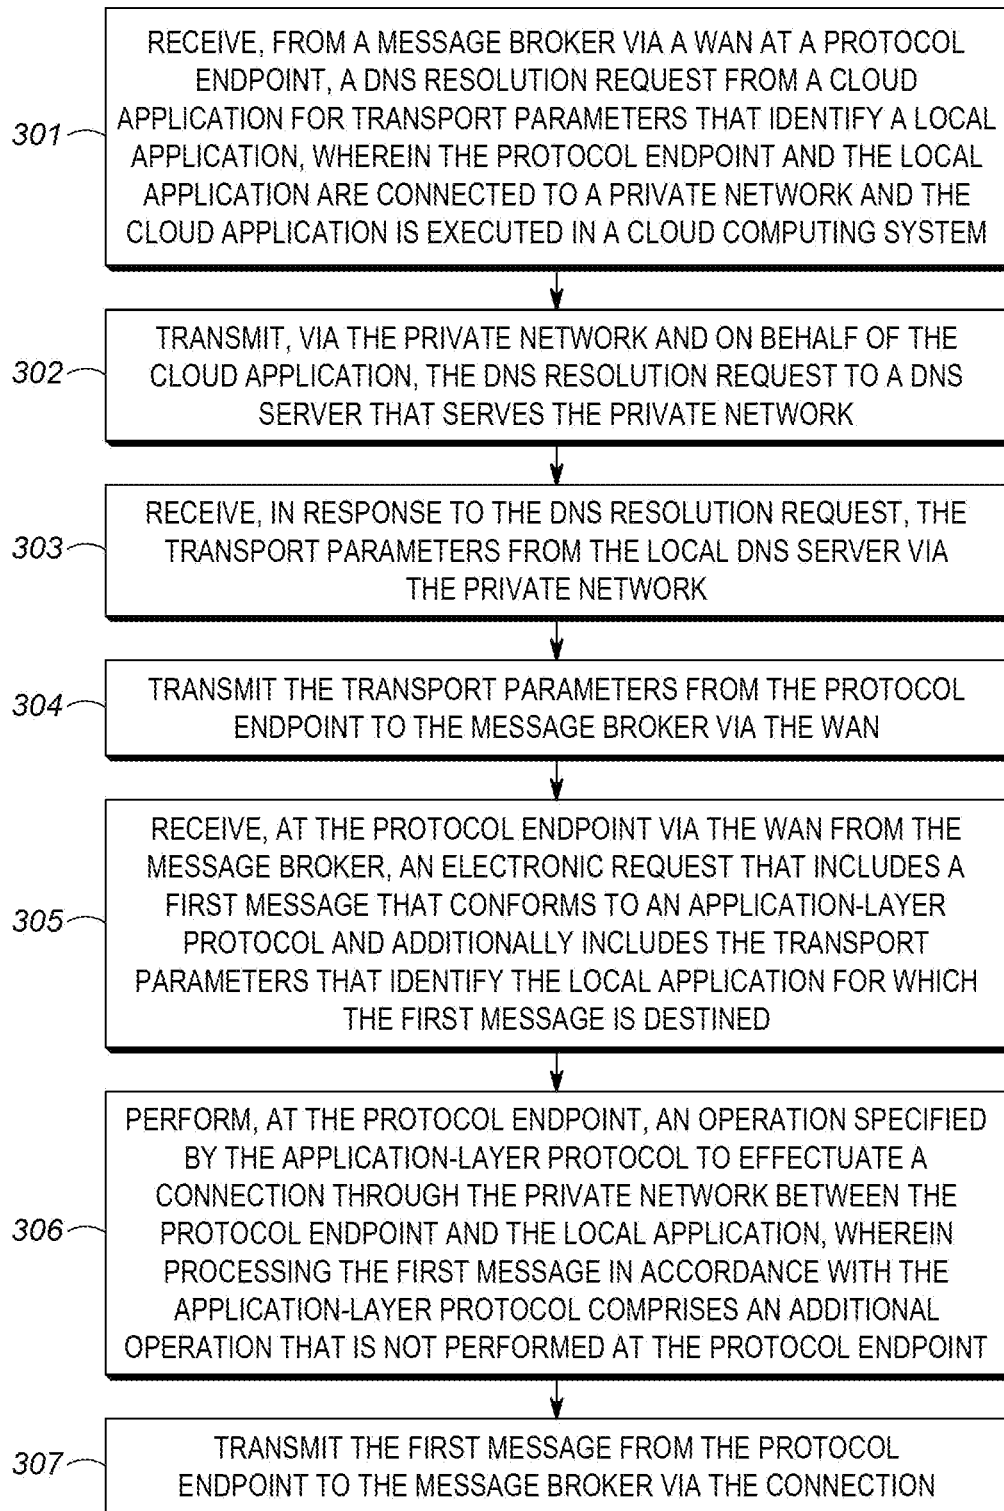 RECEIVE, FROM A MESSAGE BROKER VIA A WAN AT A PROTOCOL
ENDPOINT, A DNS RESOLUTION REQUEST FROM A CLOUD
APPLICATION FOR TRANSPORT PARAMETERS THAT IDENTIFY A LOCAL
APPLICATION, WHEREIN THE PROTOCOL ENDPOINT AND THE LOCAL
APPLICATION ARE CONNECTED TO A PRIVATE NETWORK AND THE
CLOUD APPLICATION IS EXECUTED IN A CLOUD COMPUTING SYSTEM
301
TRANSMIT, VIA THE PRIVATE NETWORK AND ON BEHALF OF THE
CLOUD APPLICATION, THE DNS RESOLUTION REQUEST TO A DNS
SERVER THAT SERVES THE PRIVATE NETWORK
302
RECEIVE, IN RESPONSE TO THE DNS RESOLUTION REQUEST, THE
TRANSPORT PARAMETERS FROM THE LOCAL DNS SERVER VIA
THE PRIVATE NETWORK
303
TRANSMIT THE TRANSPORT PARAMETERS FROM THE PROTOCOL
ENDPOINT TO THE MESSAGE BROKER VIA THE WAN
304
RECEIVE, AT THE PROTOCOL ENDPOINT VIA THE WAN FROM THE
MESSAGE BROKER, AN ELECTRONIC REQUEST THAT INCLUDES A
FIRST MESSAGE THAT CONFORMS TO AN APPLICATION-LAYER
PROTOCOL AND ADDITIONALLY INCLUDES THE TRANSPORT
PARAMETERS THAT IDENTIFY THE LOCAL APPLICATION FOR WHICH
THE FIRST MESSAGE IS DESTINED
305
PERFORM, AT THE PROTOCOL ENDPOINT, AN OPERATION SPECIFIED
BY THE APPLICATION-LAYER PROTOCOL TO EFFECTUATE A
CONNECTION THROUGH THE PRIVATE NETWORK BETWEEN THE
PROTOCOL ENDPOINT AND THE LOCAL APPLICATION, WHEREIN
PROCESSING THE FIRST MESSAGE IN ACCORDANCE WITH THE
APPLICATION-LAYER PROTOCOL COMPRISES AN ADDITIONAL
OPERATION THAT IS NOT PERFORMED AT THE PROTOCOL ENDPOINT
306
TRANSMIT THE FIRST MESSAGE FROM THE PROTOCOL
ENDPOINT TO THE MESSAGE BROKER VIA THE CONNECTION
307